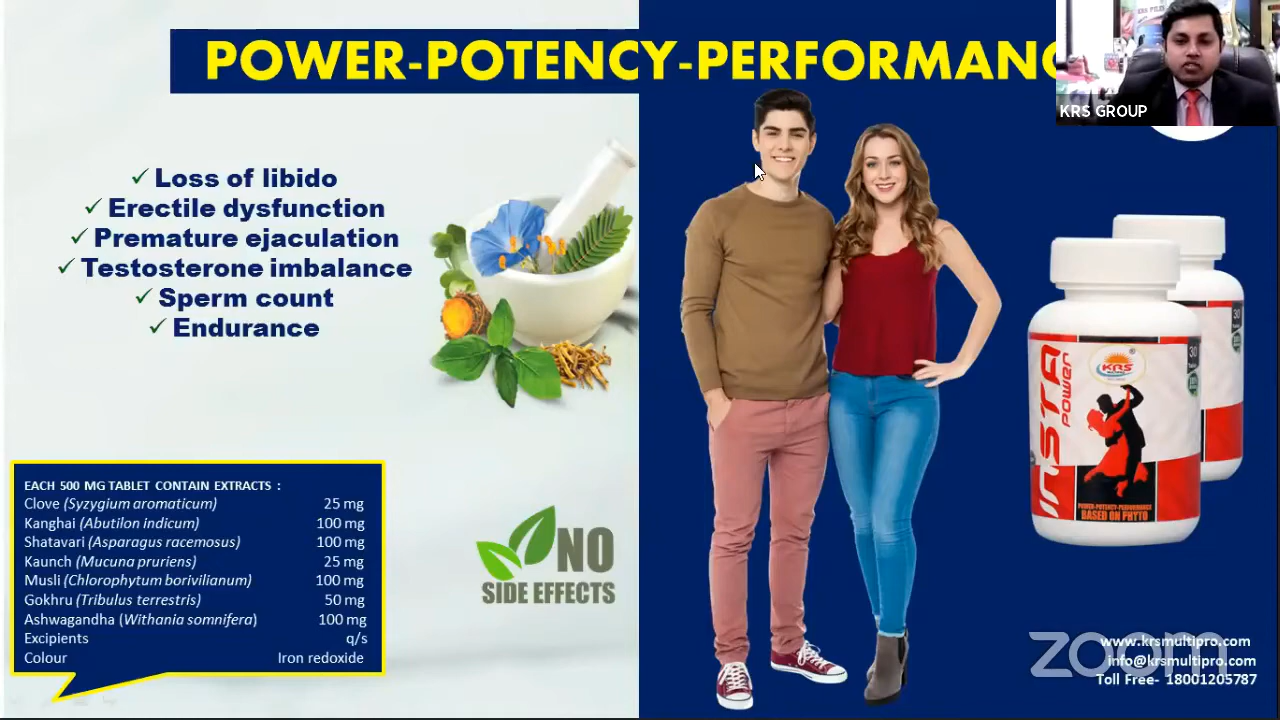 POWER-POTENCY-PERFORMANC
KRS GROUP
✓ Loss of libido
✓ Erectile dysfunction
✓ Premature ejaculation
✓ Testosterone imbalance
✓ Sperm count
✓ Endurance
EACH 500 MG TABLET CONTAIN EXTRACTS :
Clove (Syzygium aromaticum) 25 mg
Kanghai (Abutilon indicum) 100 mg
Shatavari (Asparagus racemosus) 100 mg
Kaunch (Mucuna pruriens) 25 mg
Musli (Chlorophytum borivilianum) 100 mg
Gokhru (Tribulus terrestris) 50 mg
Ashwagandha (Withania somnifera) 100 mg
Excipients q/s
Colour Iron redoxide
NO
SIDE EFFECTS
INSTA
POWER
KRS
30
30
POWER-POTENCY-PERFORMANCE
BASED ON PHYTO
www.krsmultipro.com
info@krsmultipro.com
Toll Free- 18001205787
zoom